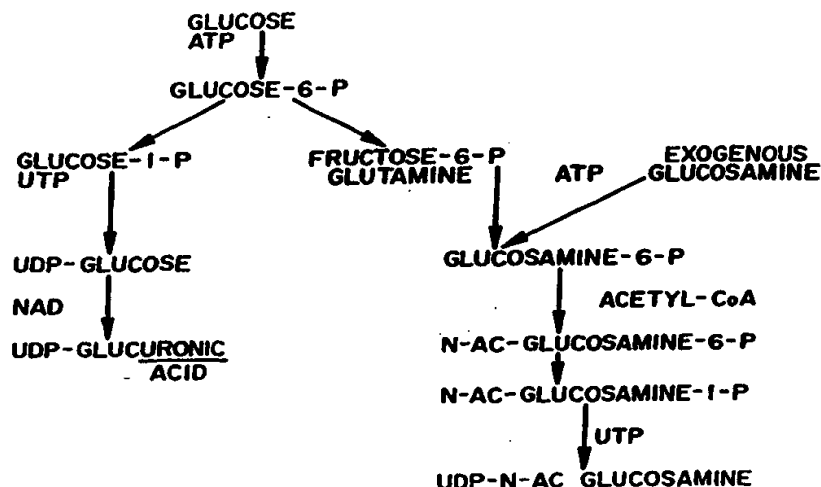 GLUCOSE
ATP
GLUCOSE-6-P
GLUCOSE-1-P
UTP
FRUCTOSE-6-P
GLUTAMINE
ATP
EXOGENOUS
GLUCOSAMINE
UDP-GLUCOSE
GLUCOSAMINE-6-P
NAD
ACETYL-CoA
UDP-GLUCURONIC
ACID
N-AC-GLUCOSAMINE-6-P
N-AC-GLUCOSAMINE-1-P
UTP
UDP-N-AC GLUCOSAMINE